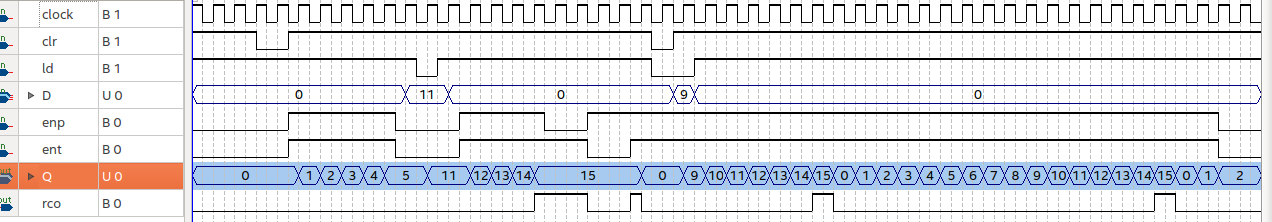 clock B 1
clr B 1
ld B 1
D U 0 0 11 0 9 0
enp B 0
ent B 0
Q U 0 0 1 2 3 4 5 11 12 13 14 15 0 9 10 11 12 13 14 15 0 1 2 3 4 5 6 7 8 9 10 11 12 13 14 15 0 1 2
out rco B 0